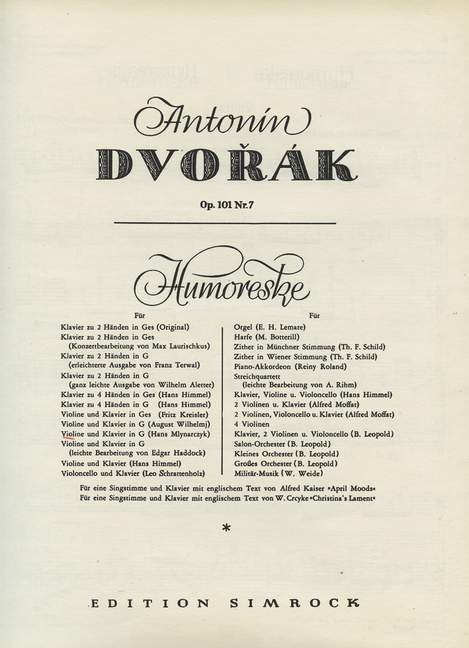 Antonín
DVOŘÁK
Op. 101 Nr. 7
Humoreske
Für
Klavier zu 2 Händen in Ges (Original)
Klavier zu 2 Händen in Ges
(Konzertbearbeitung von Max Laurischkus)
Klavier zu 2 Händen in G
(erleichterte Ausgabe von Franz Terwal)
Klavier zu 2 Händen in G
(ganz leichte Ausgabe von Wilhelm Aletter)
Klavier zu 4 Händen in Ges (Hans Himmel)
Klavier zu 4 Händen in G (Hans Himmel)
Violine und Klavier in Ges (Fritz Kreisler)
Violine und Klavier in G (August Wilhelmj)
Violine und Klavier in G (Hans Mlynarczyk)
Violine und Klavier in G
(leichte Bearbeitung von Edgar Haddock)
Violine und Klavier (Hans Himmel)
Violoncello und Klavier (Leo Schrattenholz)
Für
Orgel (E. H. Lemare)
Harfe (M. Botterill)
Zither in Münchner Stimmung (Th. F. Schild)
Zither in Wiener Stimmung (Th. F. Schild)
Piano-Akkordeon (Reiny Roland)
Streichquartett
(leichte Bearbeitung von A. Rihm)
Klavier, Violine u. Violoncello (Hans Himmel)
2 Violinen u. Klavier (Alfred Moffat)
2 Violinen, Violoncello u. Klavier (Alfred Moffat)
4 Violinen
Klavier, 2 Violinen u. Violoncello (B. Leopold)
Salon-Orchester (B. Leopold)
Kleines Orchester (B. Leopold)
Großes Orchester (B. Leopold)
Militär-Musik (W. Weide)
Für eine Singstimme und Klavier mit englischem Text von Alfred Kaiser »April Moods«
Für eine Singstimme und Klavier mit englischem Text von W. Crcyke »Christina's Lament«
*
EDITION SIMROCK